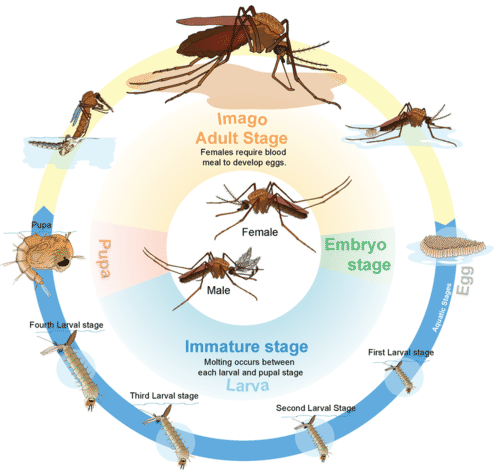 Imago
Adult Stage
Females require blood
meal to develop eggs.
Pupa
Pupa
Female
Embryo
stage
Egg
Aquatic Stages
Male
Immature stage
Molting occurs between
each larval and pupal stage
Larva
Fourth Larval stage
First Larval stage
Third Larval stage
Second Larval Stage